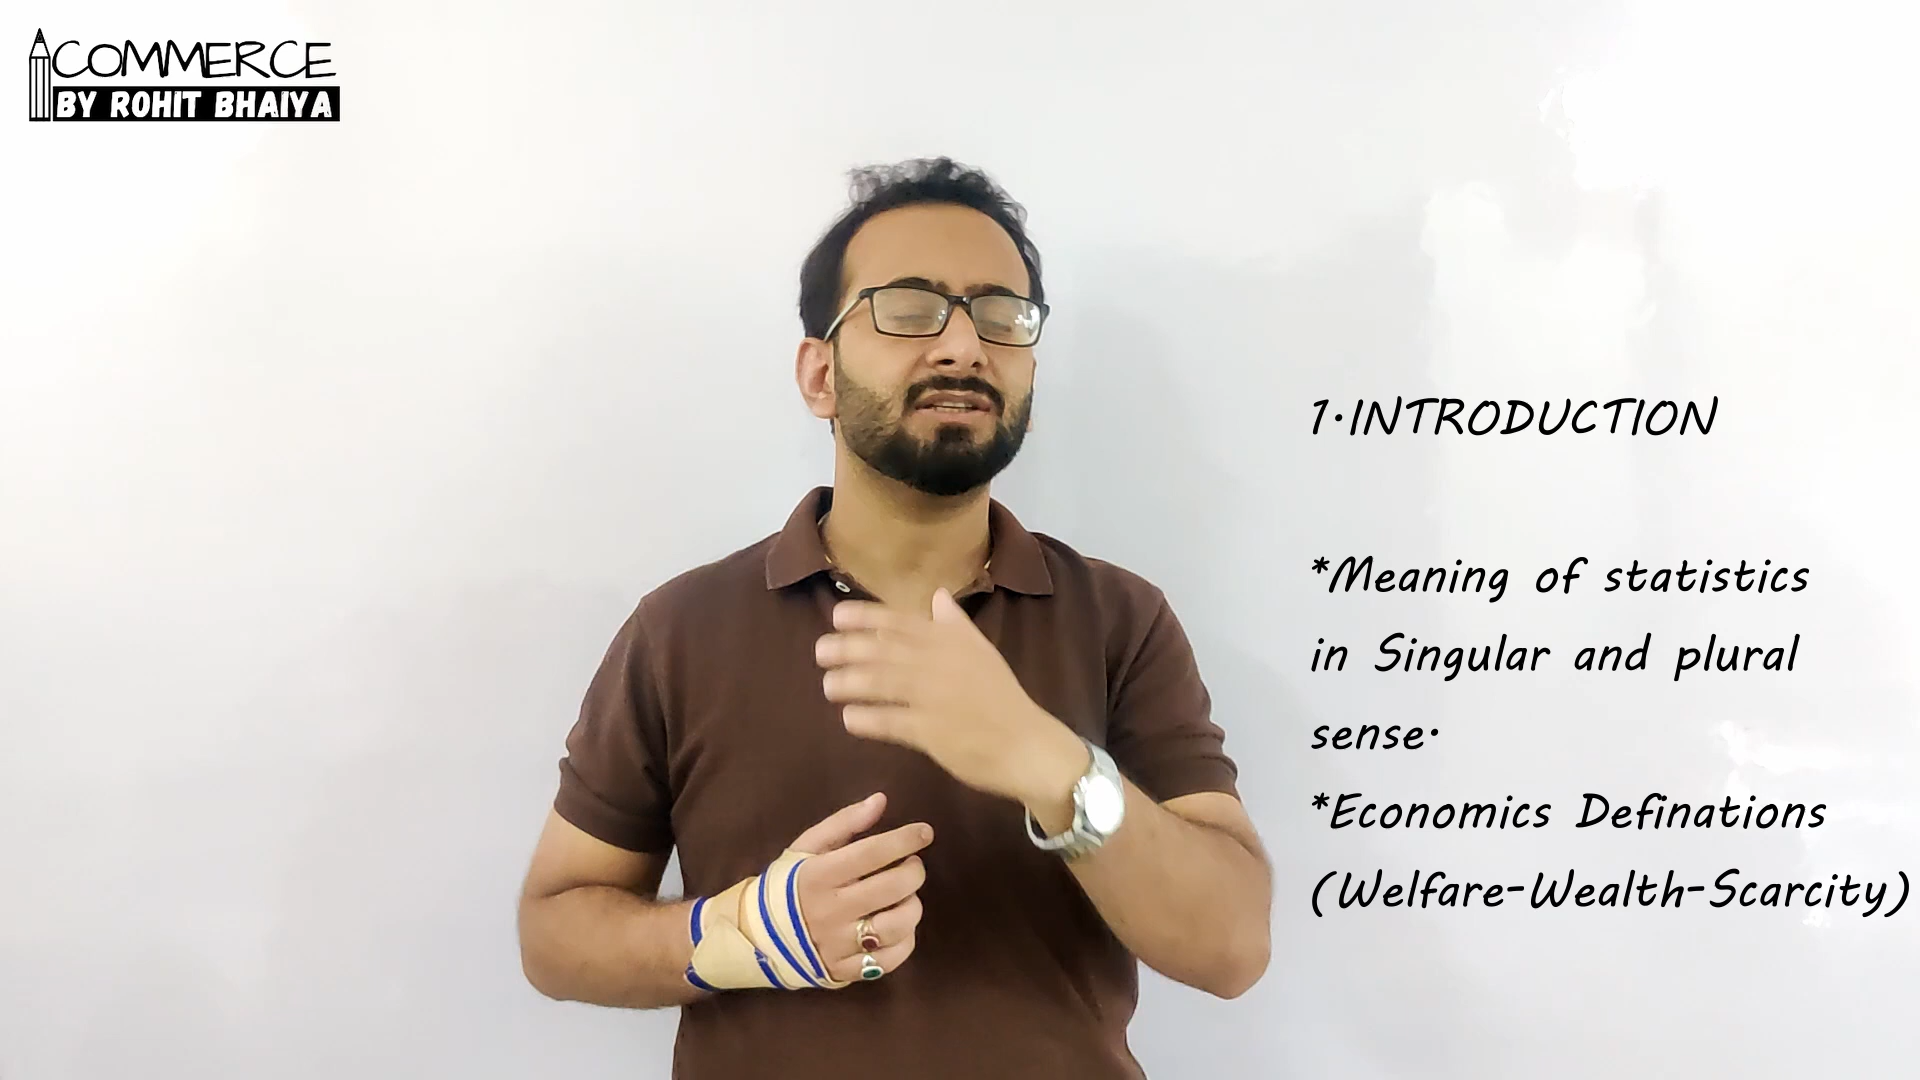 COMMERCE
BY ROHIT BHAIYA
1.INTRODUCTION
*Meaning of statistics
in Singular and plural
sense.
*Economics Definations
(Welfare-Wealth-Scarcity)